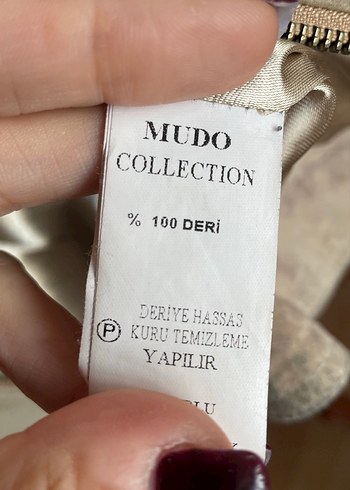 MUDO
COLLECTION
% 100 DERİ
DERİYE HASSAS
Ⓟ KURU TEMİZLEME
YAPILIR